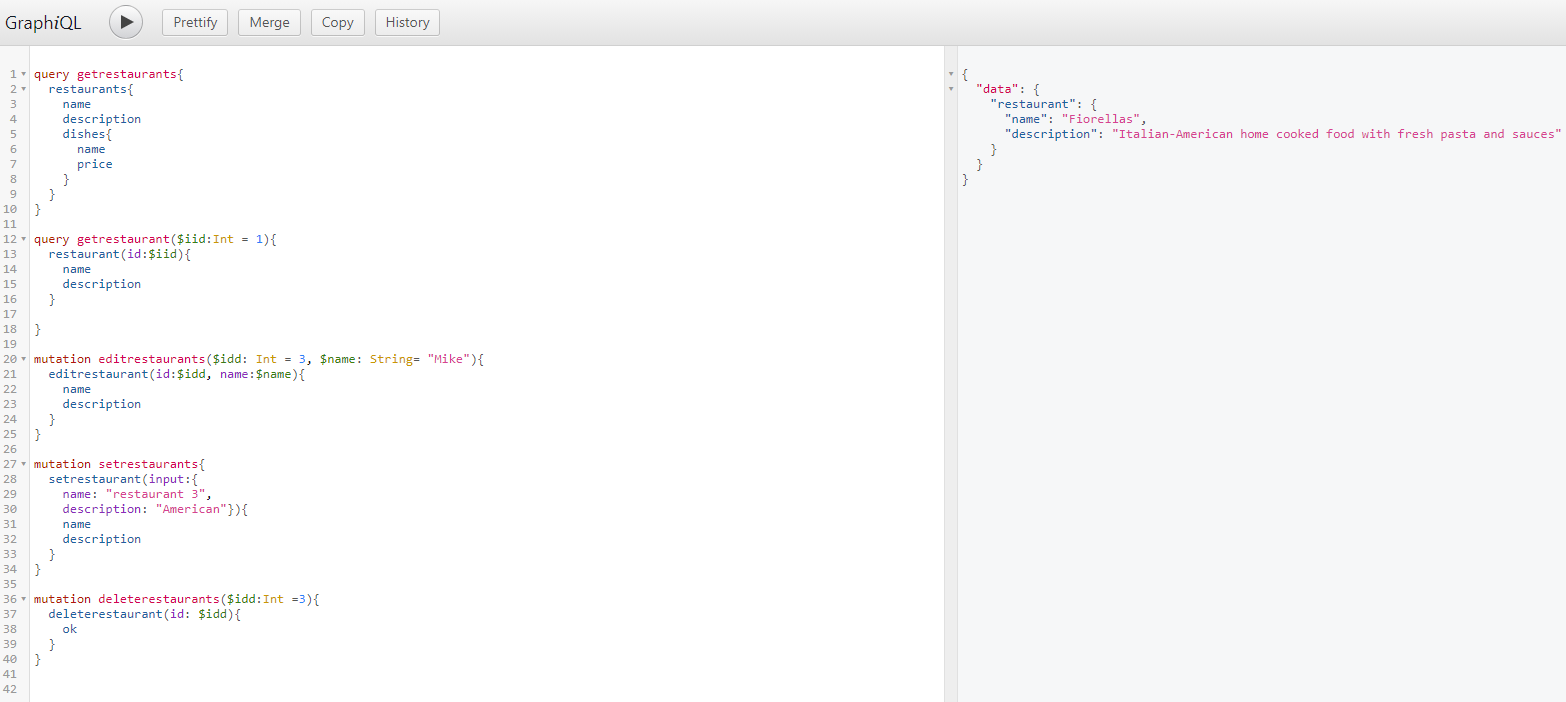 GraphiQL Prettify Merge Copy History
1 query getrestaurants{
2 restaurants{
3 name
4 description
5 dishes{
6 name
7 price
8 }
9 }
10 }
11
12 query getrestaurant($iid:Int = 1){
13 restaurant(id:$iid){
14 name
15 description
16 }
17
18 }
19
20 mutation editrestaurants($idd: Int = 3, $name: String= "Mike"){
21 editrestaurant(id:$idd, name:$name){
22 name
23 description
24 }
25 }
26
27 mutation setrestaurants{
28 setrestaurant(input:{
29 name: "restaurant 3",
30 description: "American"}){
31 name
32 description
33 }
34 }
35
36 mutation deleterestaurants($idd:Int =3){
37 deleterestaurant(id: $idd){
38 ok
39 }
40 }
41
42
{
"data": {
"restaurant": {
"name": "Fiorellas",
"description": "Italian-American home cooked food with fresh pasta and sauces"
}
}
}